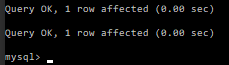 Query OK, 1 row affected (0.00 sec)
Query OK, 1 row affected (0.00 sec)
mysql>